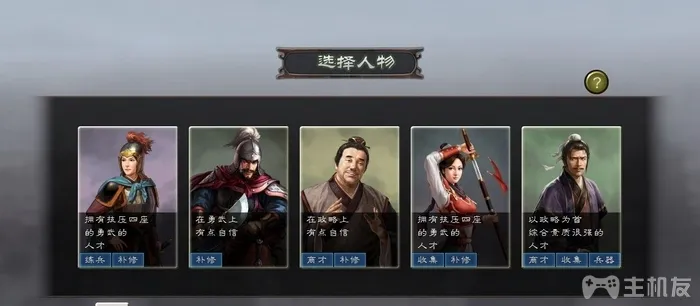 选择人物
?
拥有技压四座
的勇武的
人才
练兵 补修
在勇武上
有点自信
补修
在政略上
有点自信
商才 补修
拥有技压四座
的勇武的
人才
收集 补修
以政略为首
综合素质很强的
人才
商才 收集 兵器
主机友